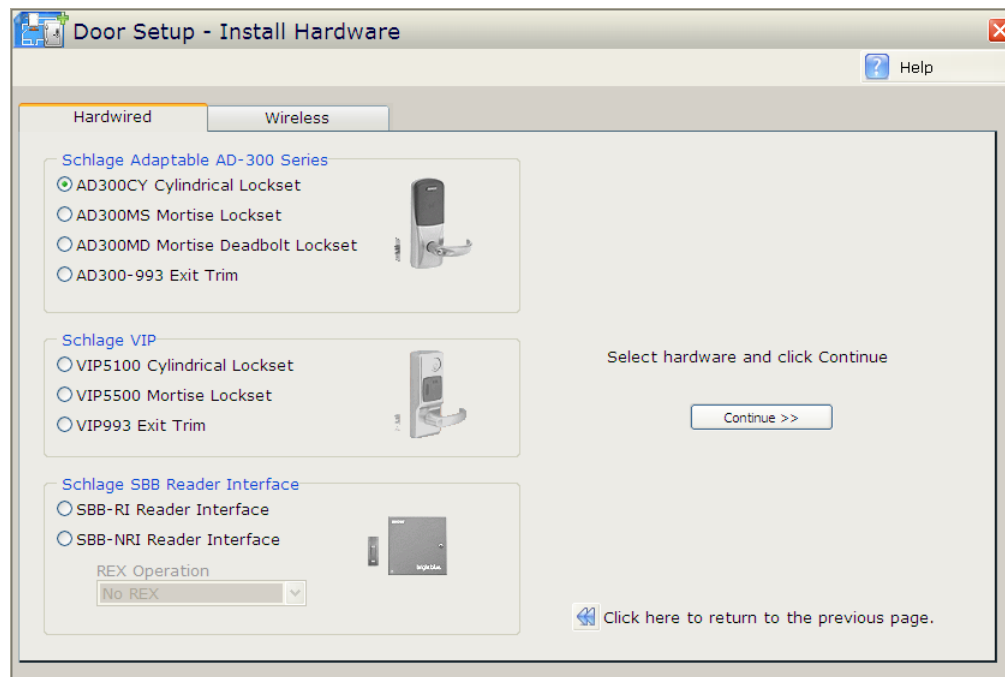 Door Setup - Install Hardware
Help
Hardwired
Wireless
Schlage Adaptable AD-300 Series
AD300CY Cylindrical Lockset
AD300MS Mortise Lockset
AD300MD Mortise Deadbolt Lockset
AD300-993 Exit Trim
Schlage VIP
VIP5100 Cylindrical Lockset
VIP5500 Mortise Lockset
VIP993 Exit Trim
Schlage SBB Reader Interface
SBB-RI Reader Interface
SBB-NRI Reader Interface
REX Operation
No REX
bright blue
Select hardware and click Continue
Continue >>
Click here to return to the previous page.